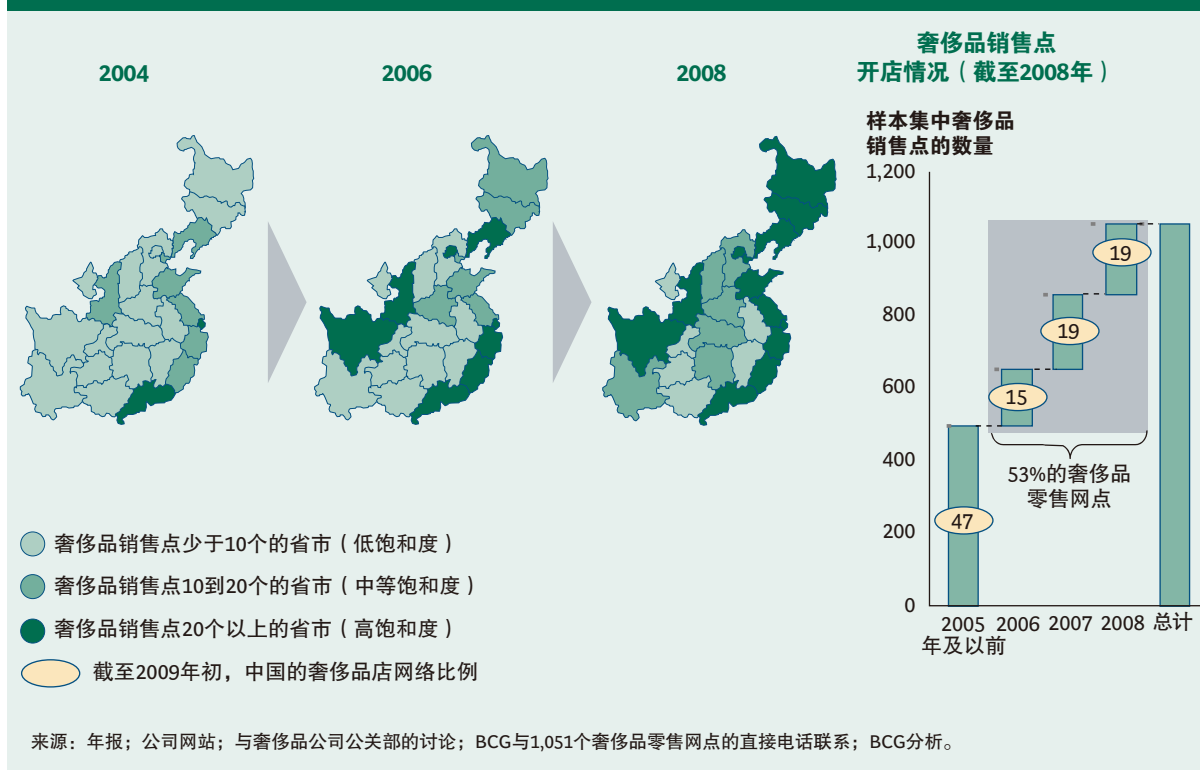 2004
2006
2008
奢侈品销售点
开店情况（截至2008年）
样本集中奢侈品
销售点的数量
1,200
1,000
800
600
400
200
0
47
15
19
19
53%的奢侈品
零售网点
2005
年及以前
2006
2007
2008
总计
奢侈品销售点少于10个的省市（低饱和度）
奢侈品销售点10到20个的省市（中等饱和度）
奢侈品销售点20个以上的省市（高饱和度）
截至2009年初，中国的奢侈品店网络比例
来源：年报；公司网站；与奢侈品公司公关部的讨论；BCG与1,051个奢侈品零售网点的直接电话联系；BCG分析。